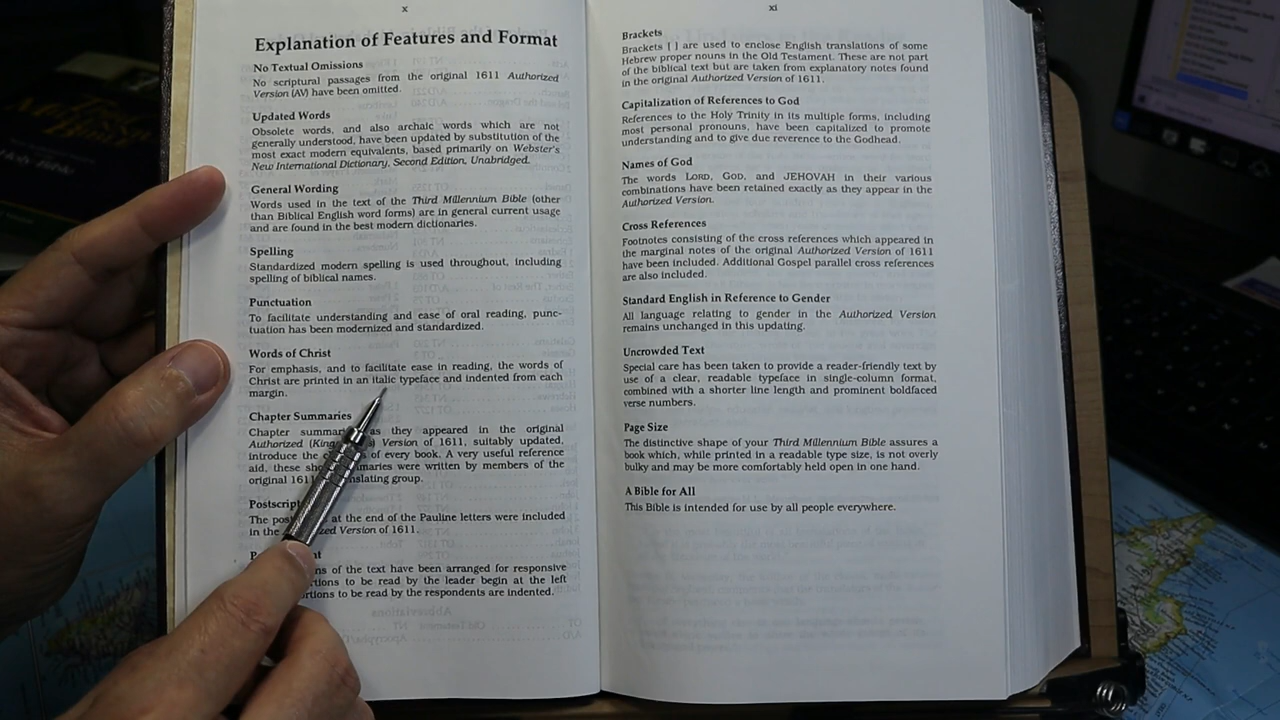 x
Explanation of Features and Format
No Textual Omissions
No scriptural passages from the original 1611 Authorized
Version (AV) have been omitted.
Updated Words
Obsolete words, and also archaic words which are not
generally understood, have been updated by substitution of the
most exact modern equivalents, based primarily on Webster's
New International Dictionary, Second Edition, Unabridged.
General Wording
Words used in the text of the Third Millennium Bible (other
than Biblical English word forms) are in general current usage
and are found in the best modern dictionaries.
Spelling
Standardized modern spelling is used throughout, including
spelling of biblical names.
Punctuation
To facilitate understanding and ease of oral reading, punc-
tuation has been modernized and standardized.
Words of Christ
For emphasis, and to facilitate ease in reading, the words of
Christ are printed in an italic typeface and indented from each
margin.
Chapter Summaries
Chapter as they appeared in the original
Authorized Version of 1611, suitably updated,
introduce the of every book. A very useful reference
aid, these were written by members of the
original group.
The at the end of the Pauline letters were included
in the Version of 1611.
of the text have been arranged for responsive
to be read by the leader begin at the left
to be read by the respondents are indented.
xi
Brackets
Brackets [ ] are used to enclose English translations of some
Hebrew proper nouns in the Old Testament. These are not part
of the biblical text but are taken from explanatory notes found
in the original Authorized Version of 1611.
Capitalization of References to God
References to the Holy Trinity in its multiple forms, including
most personal pronouns, have been capitalized to promote
understanding and to give due reverence to the Godhead.
Names of God
The words LORD, GOD, and JEHOVAH in their various
combinations have been retained exactly as they appear in the
Authorized Version.
Cross References
Footnotes consisting of the cross references which appeared in
the marginal notes of the original Authorized Version of 1611
have been included. Additional Gospel parallel cross references
are also included.
Standard English in Reference to Gender
All language relating to gender in the Authorized Version
remains unchanged in this updating.
Uncrowded Text
Special care has been taken to provide a reader-friendly text by
use of a clear, readable typeface in single-column format,
combined with a shorter line length and prominent boldfaced
verse numbers.
Page Size
The distinctive shape of your Third Millennium Bible assures a
book which, while printed in a readable type size, is not overly
bulky and may be more comfortably held open in one hand.
A Bible for All
This Bible is intended for use by all people everywhere.